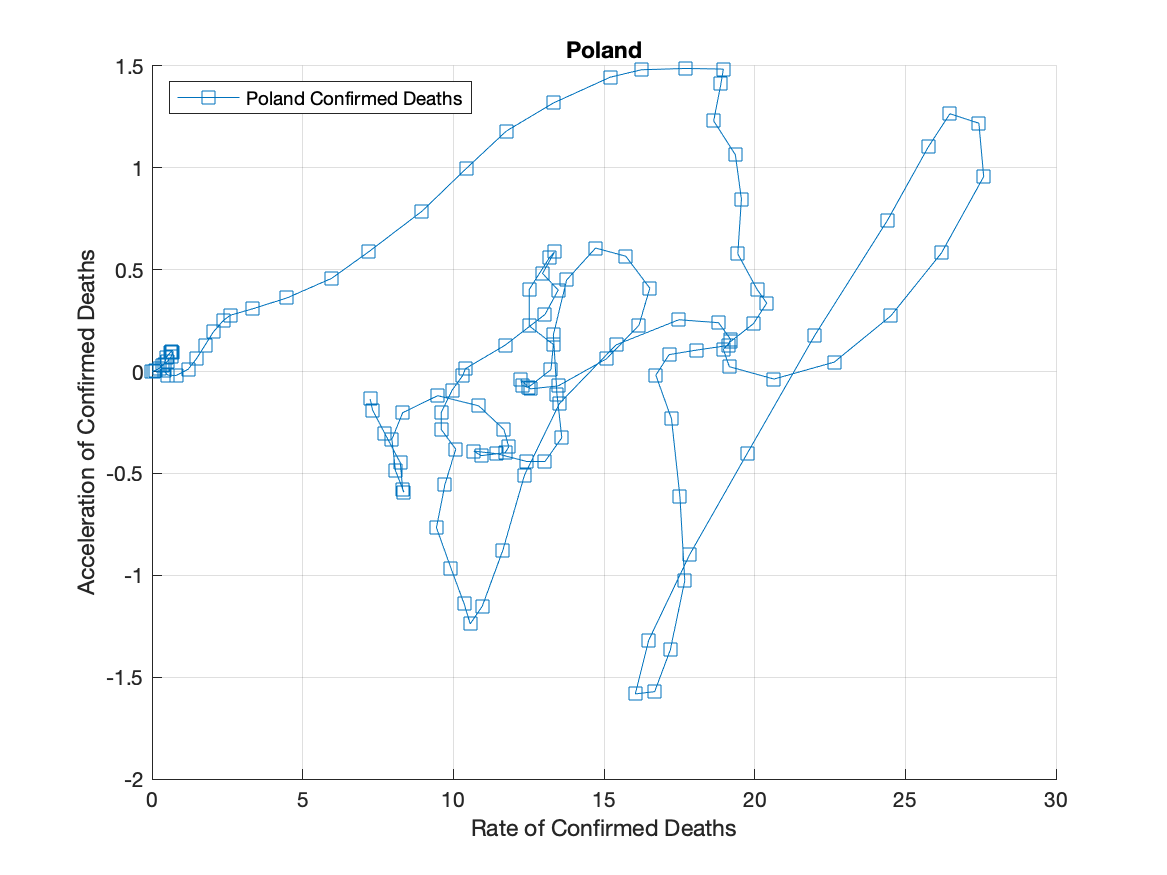 Poland
Poland Confirmed Deaths
1.5
1
0.5
0
-0.5
-1
-1.5
-2
Acceleration of Confirmed Deaths
0 5 10 15 20 25 30
Rate of Confirmed Deaths